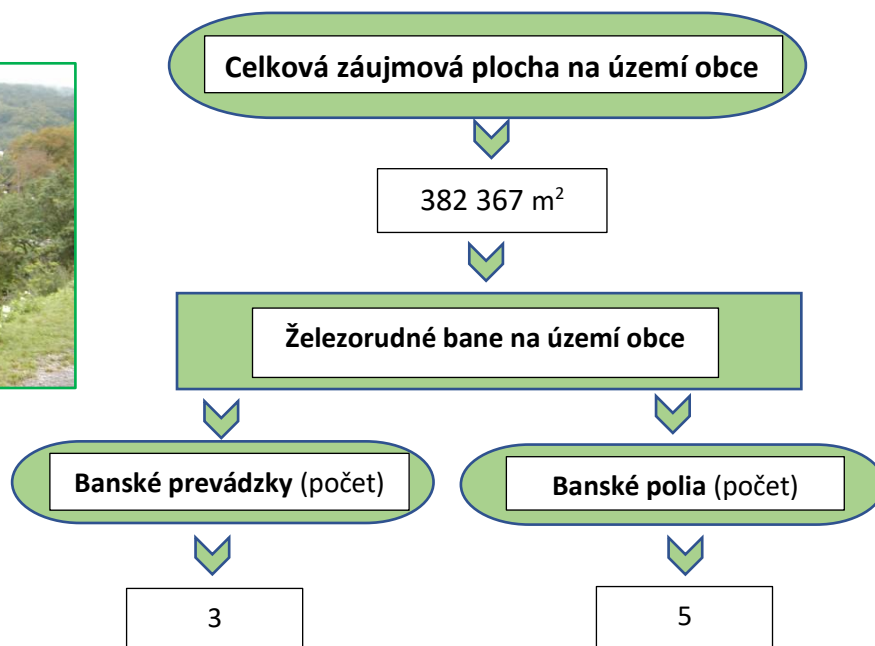 Celková záujmová plocha na území obce
382 367 m²
Železorudné bane na území obce
Banské prevádzky (počet)
Banské polia (počet)
3
5